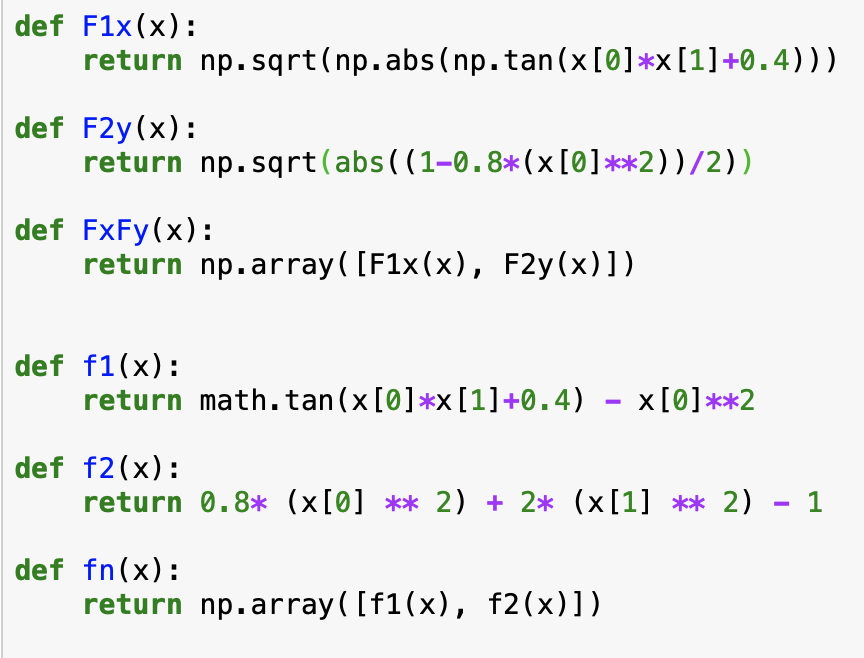 def F1x(x):
    return np.sqrt(np.abs(np.tan(x[0]*x[1]+0.4)))
def F2y(x):
    return np.sqrt(abs((1-0.8*(x[0]**2))/2))
def FxFy(x):
    return np.array([F1x(x), F2y(x)])
def f1(x):
    return math.tan(x[0]*x[1]+0.4) - x[0]**2
def f2(x):
    return 0.8* (x[0] ** 2) + 2* (x[1] ** 2) - 1
def fn(x):
    return np.array([f1(x), f2(x)])